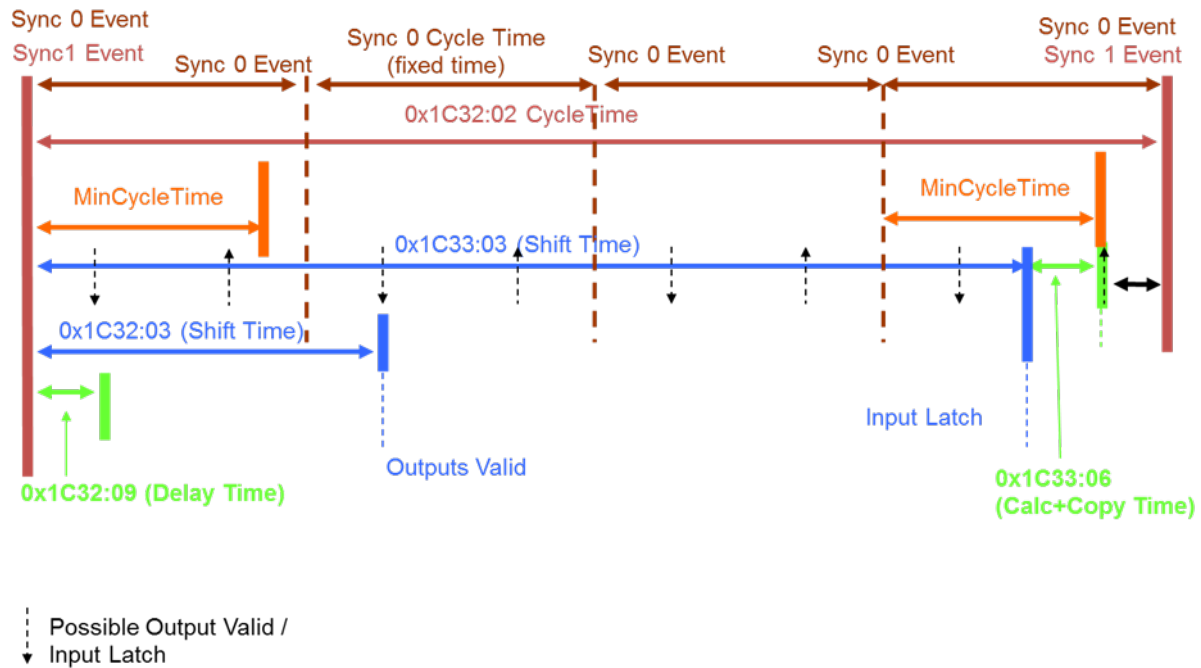 Sync 0 Event
Sync1 Event
Sync 0 Event
Sync 0 Cycle Time
(fixed time)
Sync 0 Event
Sync 0 Event
Sync 0 Event
Sync 1 Event
0x1C32:02 CycleTime
MinCycleTime
MinCycleTime
0x1C33:03 (Shift Time)
0x1C32:03 (Shift Time)
Input Latch
Outputs Valid
0x1C32:09 (Delay Time)
0x1C33:06
(Calc+Copy Time)
Possible Output Valid /
Input Latch